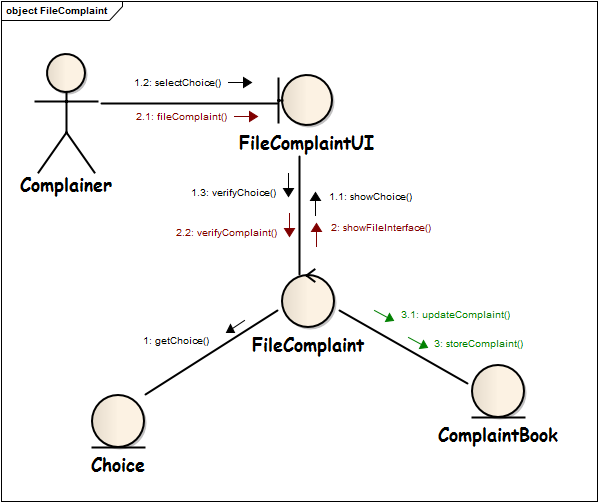 object FileComplaint
1.2: selectChoice()
2.1: fileComplaint()
Complainer
FileComplaintUI
1.3: verifyChoice()
1.1: showChoice()
2.2: verifyComplaint()
2: showFileInterface()
1: getChoice()
FileComplaint
3.1: updateComplaint()
3: storeComplaint()
Choice
ComplaintBook